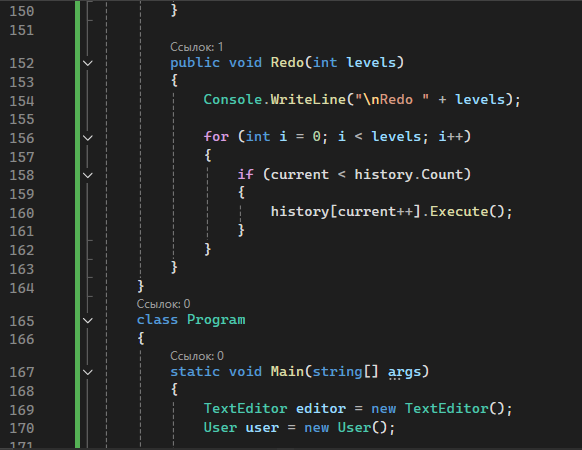 150 }
151
Ссылок: 1
152 public void Redo(int levels)
153 {
154 Console.WriteLine("\nRedo " + levels);
155
156 for (int i = 0; i < levels; i++)
157 {
158 if (current < history.Count)
159 {
160 history[current++].Execute();
161 }
162 }
163 }
164 }
Ссылок: 0
165 class Program
166 {
Ссылок: 0
167 static void Main(string[] args)
168 {
169 TextEditor editor = new TextEditor();
170 User user = new User();
171